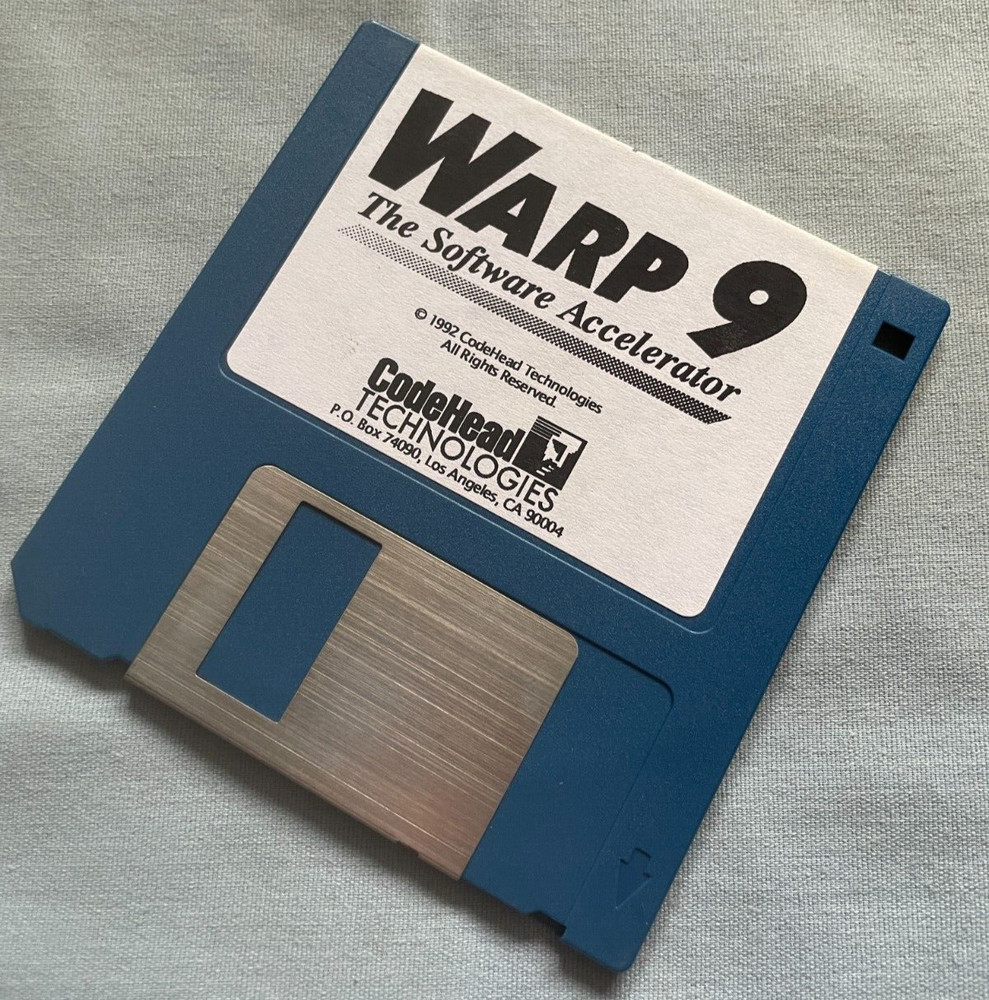 WARP 9
The Software Accelerator
© 1992 CodeHead Technologies
All Rights Reserved.
CodeHead
TECHNOLOGIES
P.O. Box 74090, Los Angeles, CA 90004